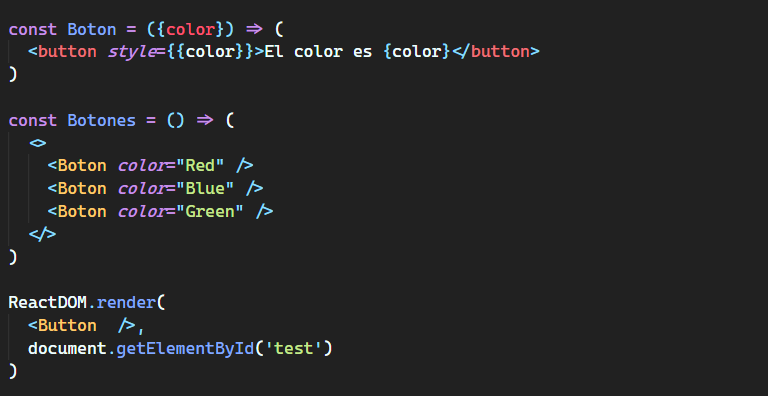 const Boton = ({color}) => (
  <button style={{color}}>El color es {color}</button>
)
const Botones = () => (
  <>
    <Boton color="Red" />
    <Boton color="Blue" />
    <Boton color="Green" />
  </>
)
ReactDOM.render(
  <Button  />,
  document.getElementById('test')
)